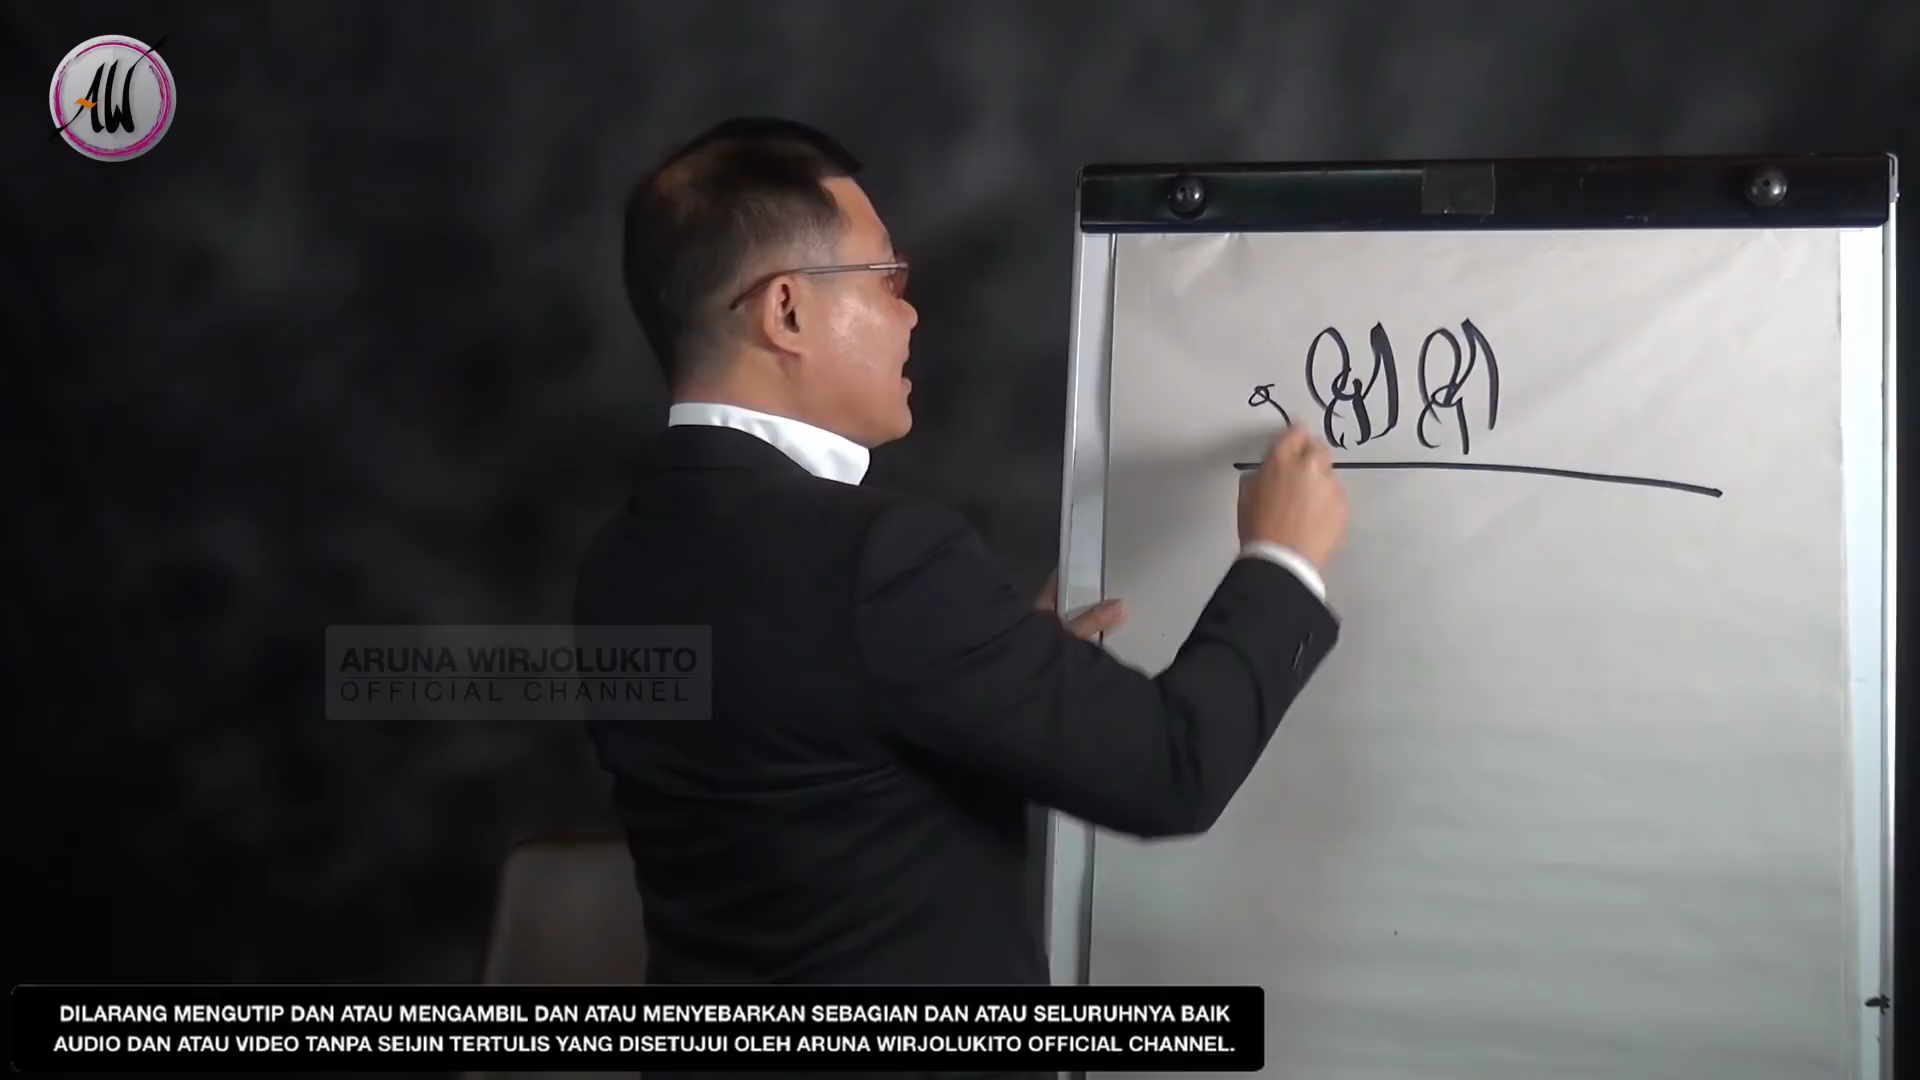 AW
ARUNA WIRJOLUKITO
OFFICIAL CHANNEL
DILARANG MENGUTIP DAN ATAU MENGAMBIL DAN ATAU MENYEBARKAN SEBAGIAN DAN ATAU SELURUHNYA BAIK
AUDIO DAN ATAU VIDEO TANPA SEIJIN TERTULIS YANG DISETUJUI OLEH ARUNA WIRJOLUKITO OFFICIAL CHANNEL.